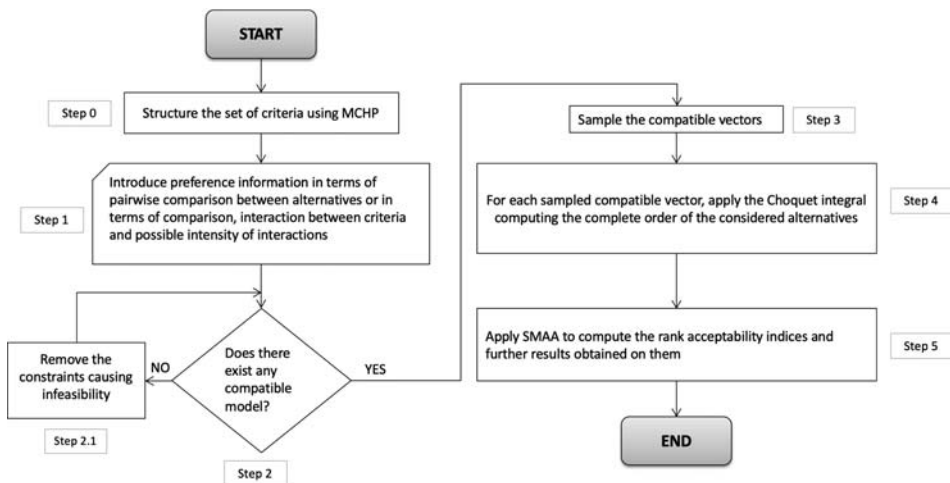 START
Step 0
Structure the set of criteria using MCHP
Step 1
Introduce preference information in terms of
pairwise comparison between alternatives or in
terms of comparison, interaction between criteria
and possible intensity of interactions
Does there
exist any
compatible
model?
Step 2
NO
Remove the
constraints causing
infeasibility
Step 2.1
YES
Sample the compatible vectors
Step 3
For each sampled compatible vector, apply the Choquet integral
computing the complete order of the considered alternatives
Step 4
Apply SMAA to compute the rank acceptability indices and
further results obtained on them
Step 5
END